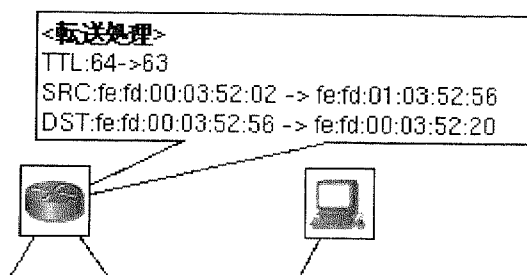 <転送処理>
TTL:64->63
SRC:fe:fd:00:03:52:02 -> fe:fd:01:03:52:56
DST:fe:fd:00:03:52:56 -> fe:fd:00:03:52:20